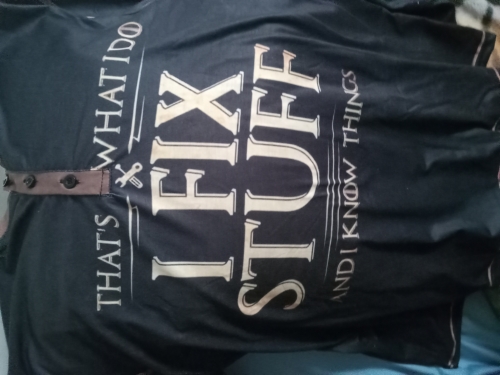 THAT'S WHAT I DO
I FIX
STUFF
AND I KNOW THINGS